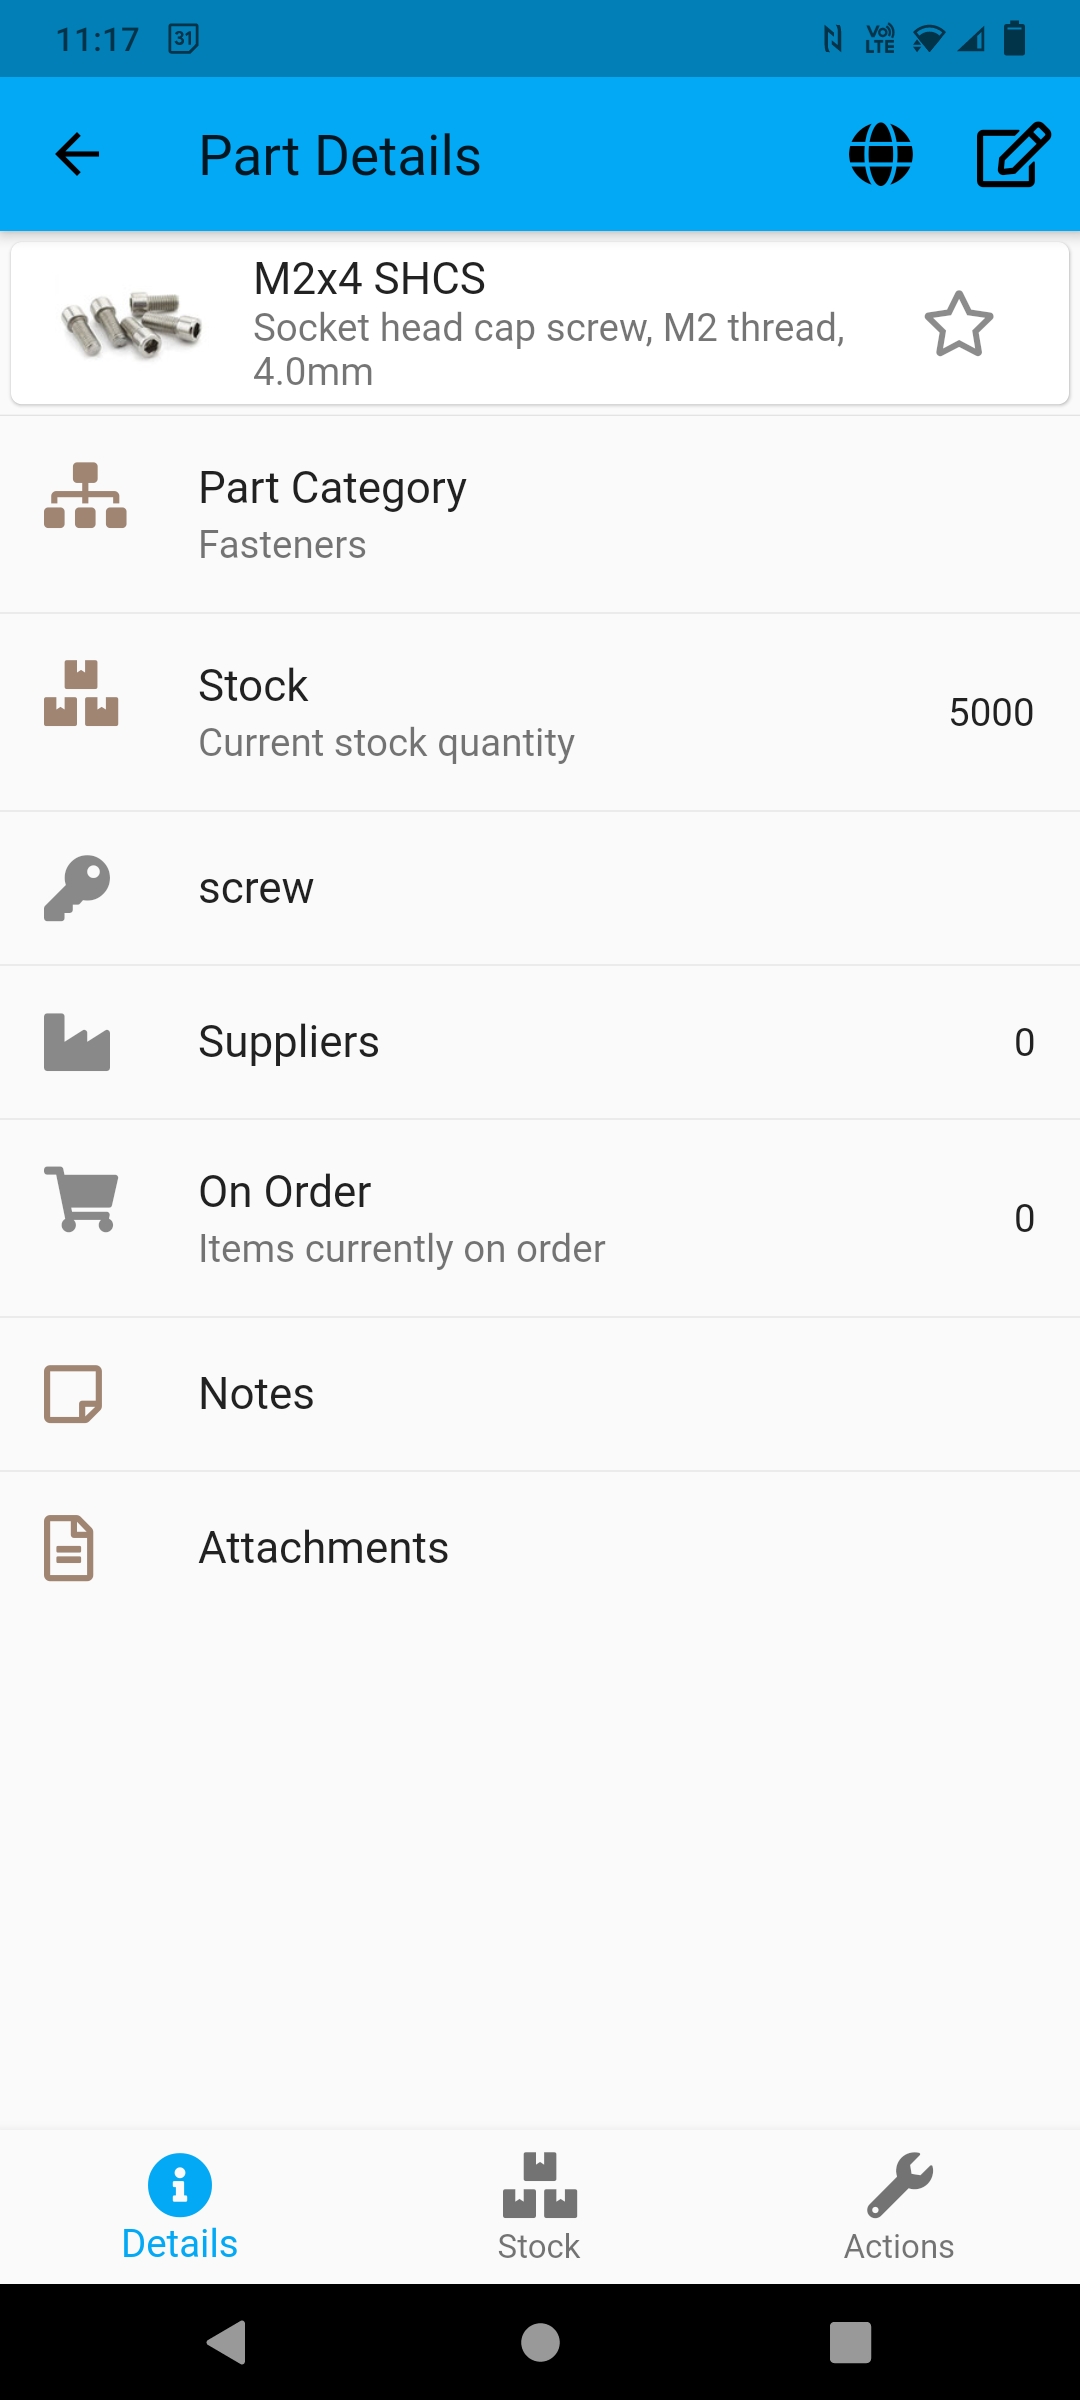 11:17
31
Vo))
LTE
Part Details
M2x4 SHCS
Socket head cap screw, M2 thread,
4.0mm
Part Category
Fasteners
Stock
Current stock quantity
5000
screw
Suppliers
0
On Order
Items currently on order
0
Notes
Attachments
Details
Stock
Actions